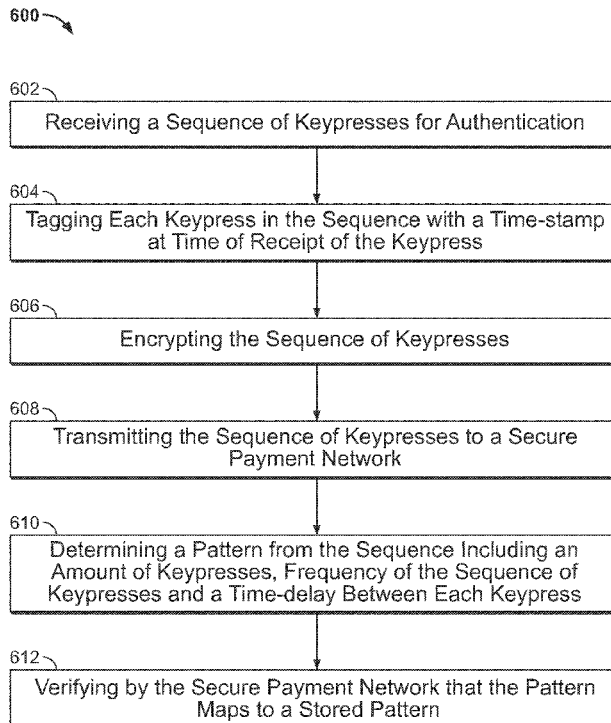 600
602
Receiving a Sequence of Keypresses for Authentication
604
Tagging Each Keypress in the Sequence with a Time-stamp
at Time of Receipt of the Keypress
606
Encrypting the Sequence of Keypresses
608
Transmitting the Sequence of Keypresses to a Secure
Payment Network
610
Determining a Pattern from the Sequence Including an
Amount of Keypresses, Frequency of the Sequence of
Keypresses and a Time-delay Between Each Keypress
612
Verifying by the Secure Payment Network that the Pattern
Maps to a Stored Pattern